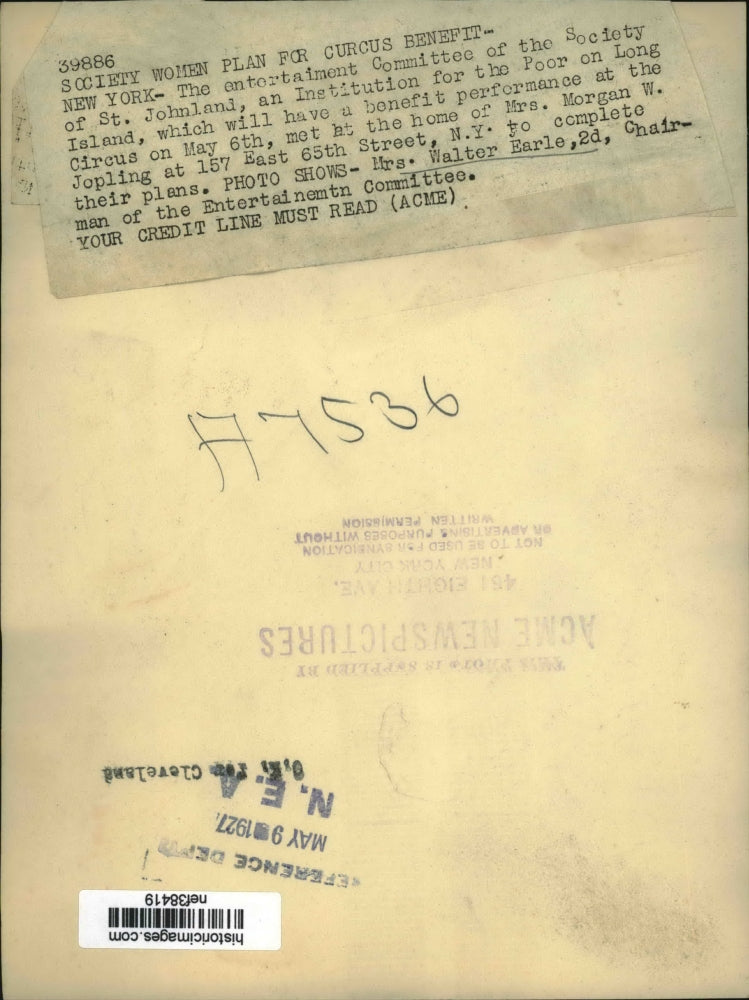 39886
SOCIETY WOMEN PLAN FOR CURCUS BENEFIT-
NEW YORK- The entertaiment Committee of the Society
of St. Johnland, an Institution for the Poor on Long
Island, which will have a benefit performance at the
Circus on May 6th, met at the home of Mrs. Morgan W.
Jopling at 157 East 65th Street, N.Y. to complete
their plans. PHOTO SHOWS- Mrs. Walter Earle,2d, Chair-
man of the Entertainemtn Committee.
YOUR CREDIT LINE MUST READ (ACME)
A7536
THIS PHOTO IS SUPPLIED BY
ACME NEWSPICTURES
461 EIGHTH AVE.
NEW YORK CITY
NOT TO BE USED FOR SYNDICATION
OR ADVERTISING PURPOSES WITHOUT
WRITTEN PERMISSION
REFERENCE DEPT
MAY 9 1927
N.E.A.
Cleveland
historicimages.com
nef38419